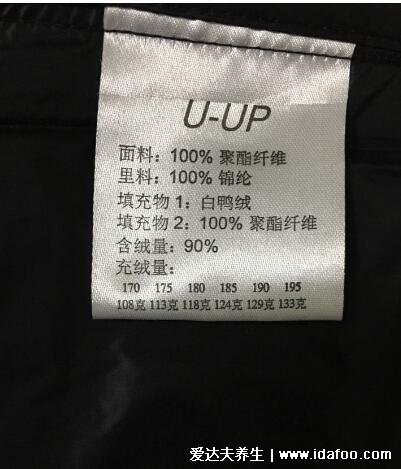 U-UP
面料：100% 聚酯纤维
里料：100% 锦纶
填充物 1：白鸭绒
填充物 2：100% 聚酯纤维
含绒量：90%
充绒量：
170 175 180 185 190 195
108克 113克 118克 124克 129克 133克
爱达夫养生 | www.idafoo.com